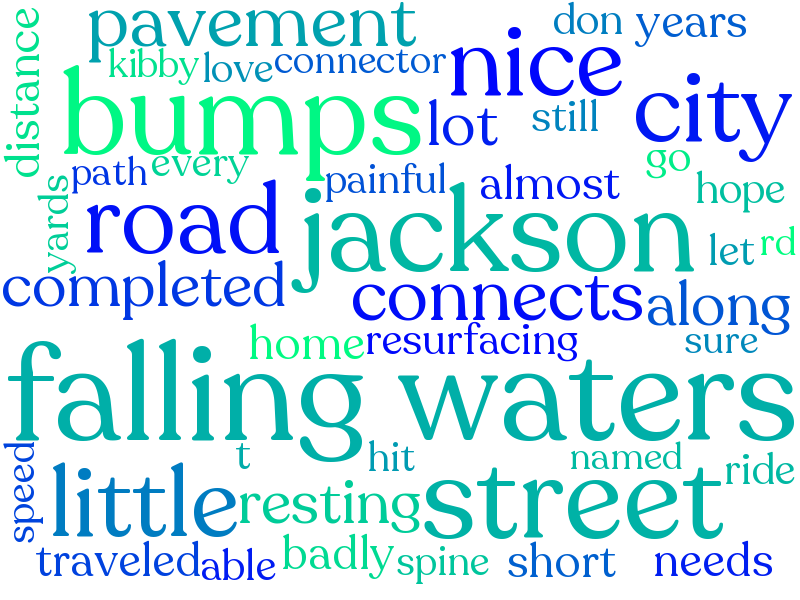 pavement
don years
distance
kibby love connector
nice
bumps
lot
still
city
path every
painful
almost
go
hope
yards
road
jackson
let rd
completed
connects
along
home
resurfacing
sure
falling waters
speed
t
hit
named
ride
little
resting
street
traveled
able
badly
spine
short
needs